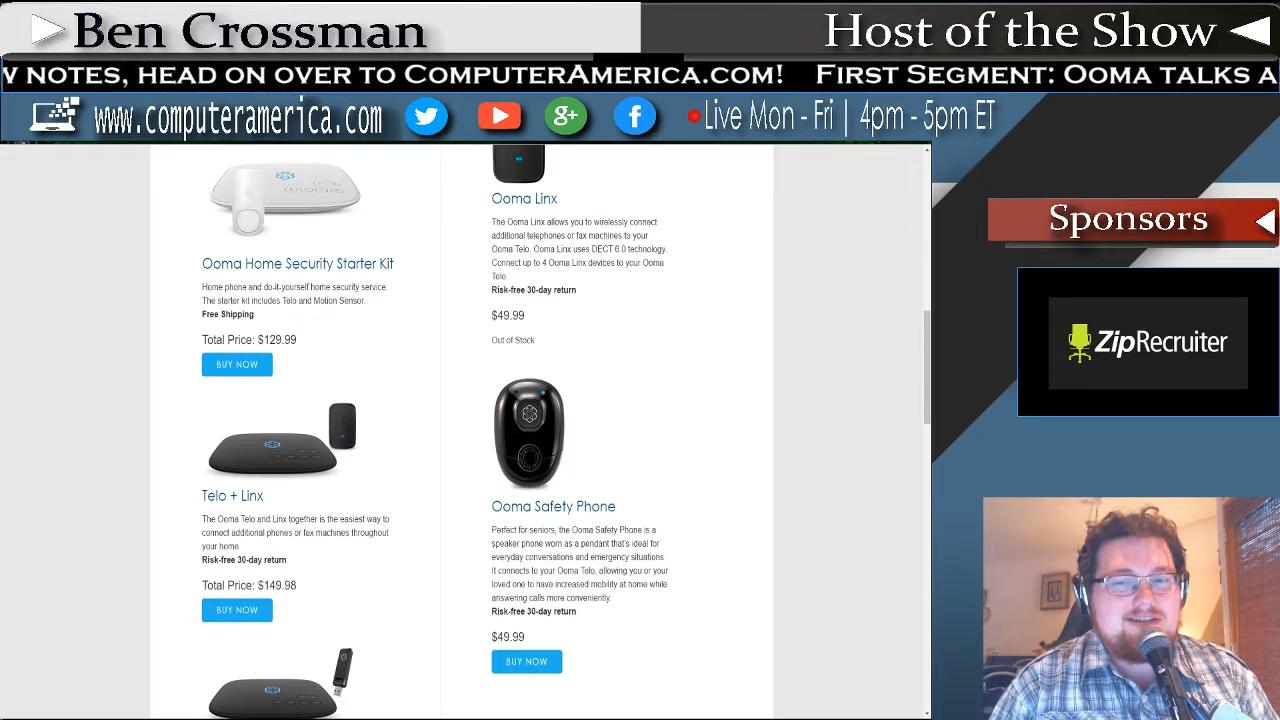 Ben Crossman
Host of the Show
W NOTES, HEAD ON OVER TO COMPUTERAMERICA.COM! FIRST SEGMENT: OOMA TALKS A
www.computeramerica.com
Live Mon - Fri | 4pm - 5pm ET
Sponsors
ZipRecruiter
Ooma Home Security Starter Kit
Home phone and do-it-yourself home security service.
The starter kit includes Telo and Motion Sensor.
Free Shipping
Total Price: $129.99
BUY NOW
Telo + Linx
The Ooma Telo and Linx together is the easiest way to
connect additional phones or fax machines throughout
your home.
Risk-free 30-day return
Total Price: $149.98
BUY NOW
Ooma Linx
The Ooma Linx allows you to wirelessly connect
additional telephones or fax machines to your
Ooma Telo. Ooma Linx uses DECT 6.0 technology.
Connect up to 4 Ooma Linx devices to your Ooma
Telo.
Risk-free 30-day return
$49.99
Out of Stock
Ooma Safety Phone
Perfect for seniors, the Ooma Safety Phone is a
speaker phone worn as a pendant that's ideal for
everyday conversations and emergency situations.
It connects to your Ooma Telo, allowing you or your
loved one to have increased mobility at home while
answering calls more conveniently.
Risk-free 30-day return
$49.99
BUY NOW